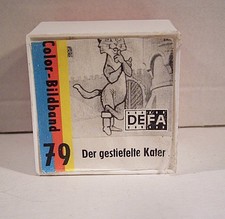 Color-Bildband
DEFA
79
Der gestiefelte Kater